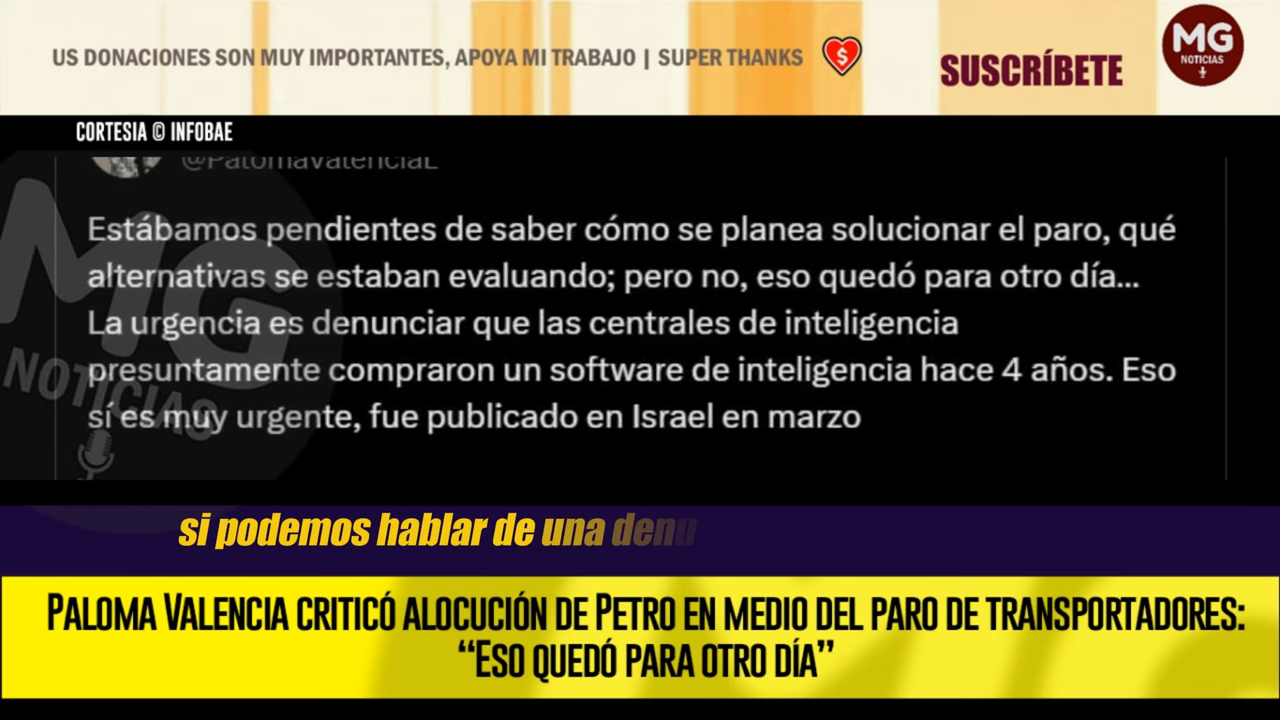 US DONACIONES SON MUY IMPORTANTES, APOYA MI TRABAJO | SUPER THANKS
SUSCRÍBETE
MG
NOTICIAS
CORTESIA © INFOBAE
@PalomaValenciaL
Estábamos pendientes de saber cómo se planea solucionar el paro, qué
alternativas se estaban evaluando; pero no, eso quedó para otro día...
La urgencia es denunciar que las centrales de inteligencia
presuntamente compraron un software de inteligencia hace 4 años. Eso
sí es muy urgente, fue publicado en Israel en marzo
MG
NOTICIAS
si podemos hablar de una denu
PALOMA VALENCIA CRITICÓ ALOCUCIÓN DE PETRO EN MEDIO DEL PARO DE TRANSPORTADORES:
“ESO QUEDÓ PARA OTRO DÍA”